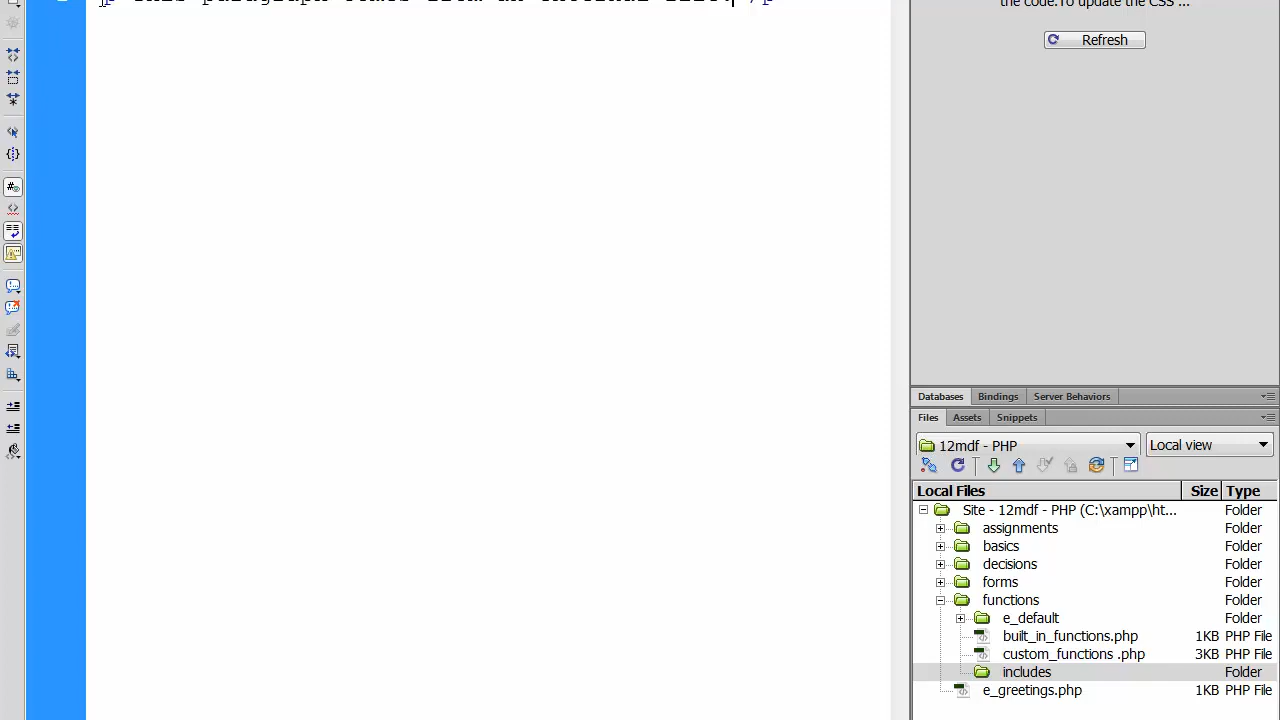 the code.To update the CSS ...
Refresh
Databases Bindings Server Behaviors
Files Assets Snippets
12mdf - PHP Local view
Local Files Size Type
Site - 12mdf - PHP (C:\xampp\ht... Folder
assignments Folder
basics Folder
decisions Folder
forms Folder
functions Folder
e_default Folder
built_in_functions.php 1KB PHP File
custom_functions .php 3KB PHP File
includes Folder
e_greetings.php 1KB PHP File